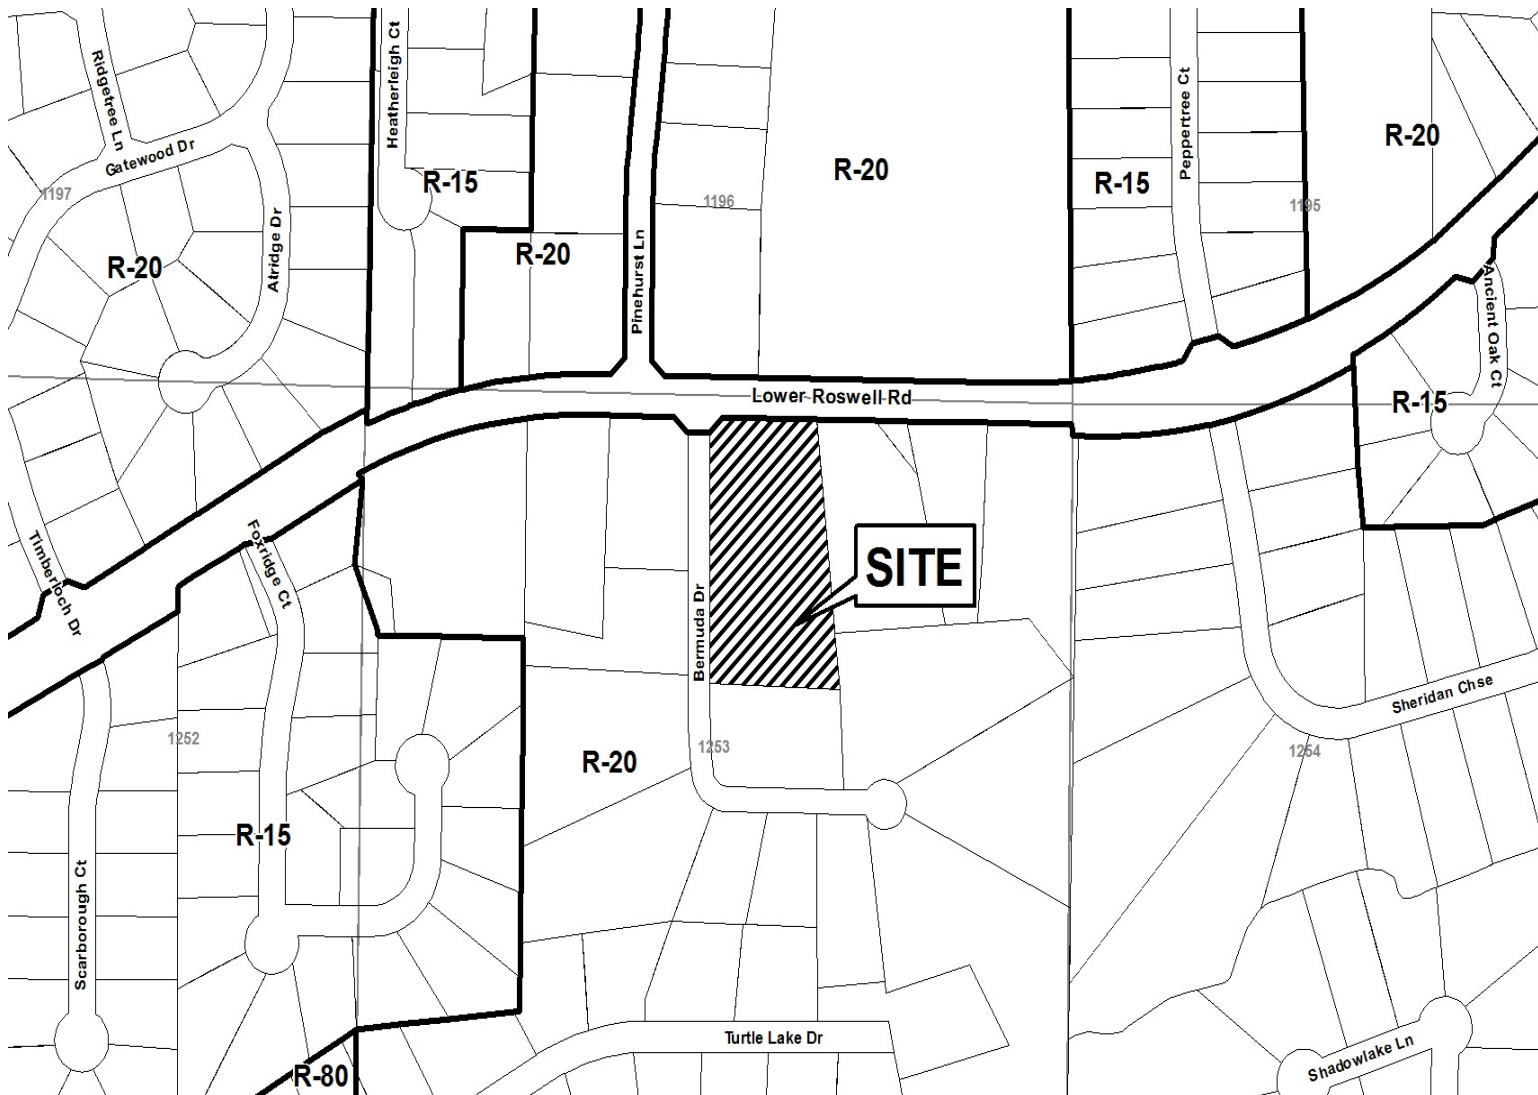 Ridgetree Ln
Heatherleigh Ct
Peppertree Ct
R-20
Gatewood Dr
R-20
R-15
R-15
1197
1196
1195
Atridge Dr
R-20
R-20
Pinehurst Ln
Ancient Oak Ct
Lower Roswell Rd
R-15
Foxridge Ct
Timberloch Dr
SITE
Bermuda Dr
Sheridan Chse
1252
1253
1254
R-20
R-15
Scarborough Ct
Turtle Lake Dr
Shadowlake Ln
R-80